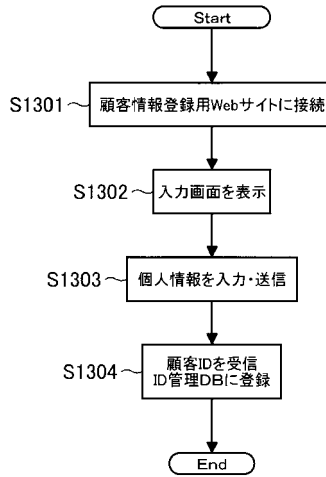 Start
S1301
顧客情報登録用Webサイトに接続
S1302
入力画面を表示
S1303
個人情報を入力・送信
S1304
顧客IDを受信
ID管理DBに登録
End